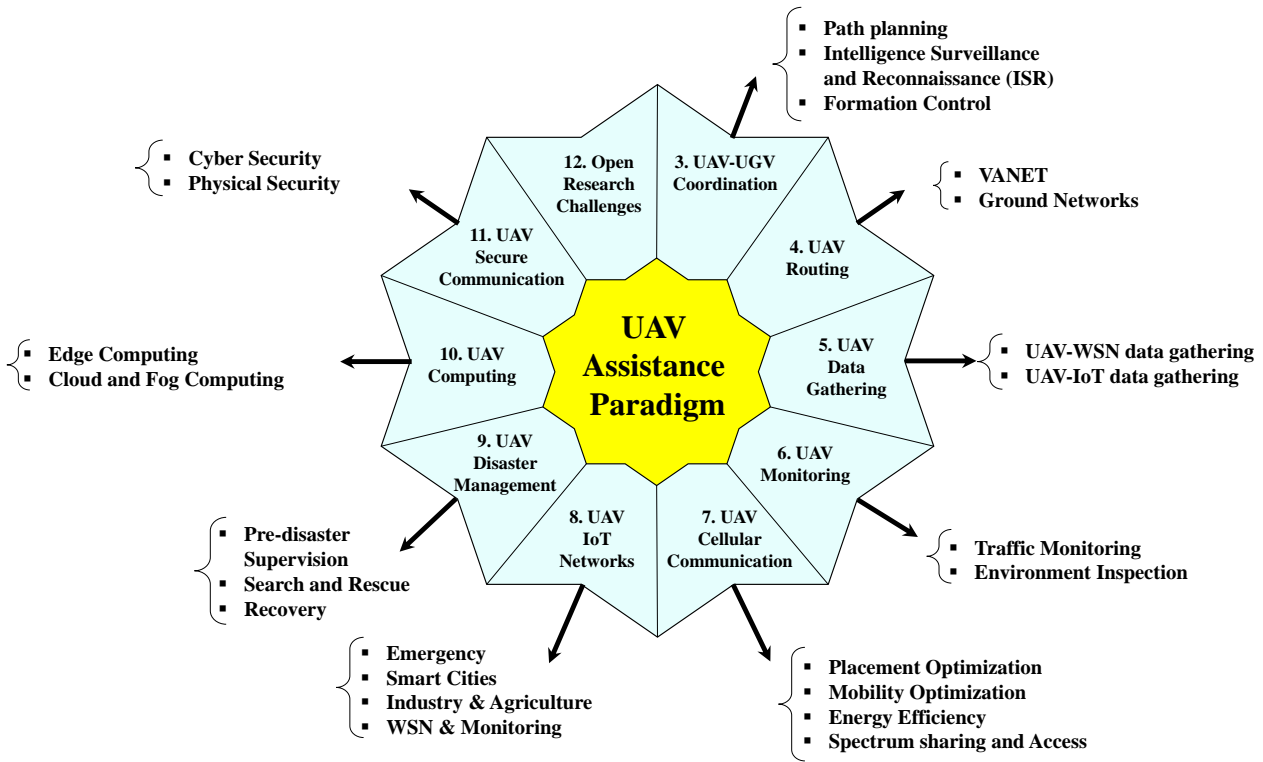 UAV
Assistance
Paradigm
3. UAV-UGV
Coordination
▪ Path planning
▪ Intelligence Surveillance
and Reconnaissance (ISR)
▪ Formation Control
4. UAV
Routing
▪ VANET
▪ Ground Networks
5. UAV
Data
Gathering
▪ UAV-WSN data gathering
▪ UAV-IoT data gathering
6. UAV
Monitoring
▪ Traffic Monitoring
▪ Environment Inspection
7. UAV
Cellular
Communication
▪ Placement Optimization
▪ Mobility Optimization
▪ Energy Efficiency
▪ Spectrum sharing and Access
8. UAV
IoT
Networks
▪ Emergency
▪ Smart Cities
▪ Industry & Agriculture
▪ WSN & Monitoring
9. UAV
Disaster
Management
▪ Pre-disaster
Supervision
▪ Search and Rescue
▪ Recovery
10. UAV
Computing
▪ Edge Computing
▪ Cloud and Fog Computing
11. UAV
Secure
Communication
▪ Cyber Security
▪ Physical Security
12. Open
Research
Challenges